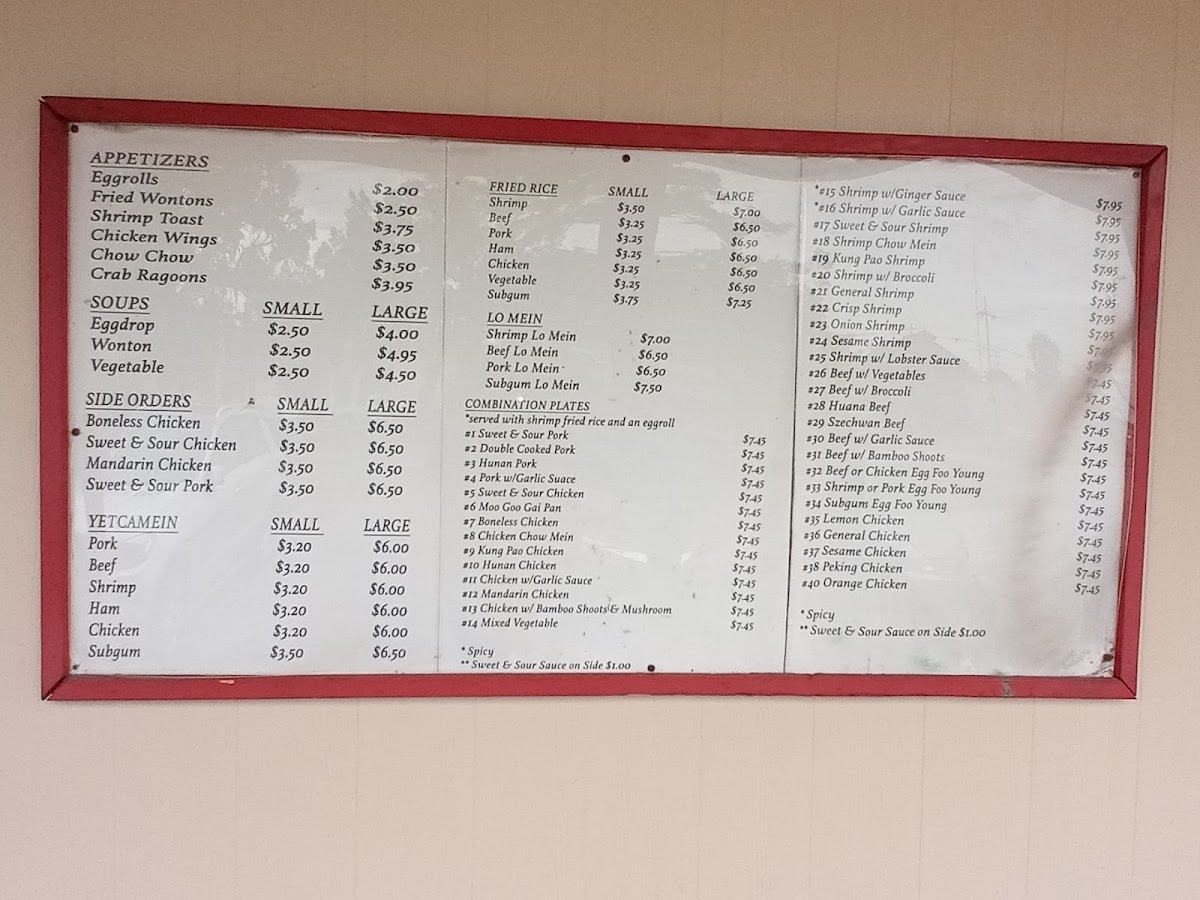 APPETIZERS
Eggrolls $2.00
Fried Wontons $2.50
Shrimp Toast $3.75
Chicken Wings $3.50
Chow Chow $3.50
Crab Ragoons $3.95
SOUPS SMALL LARGE
Eggdrop $2.50 $4.00
Wonton $2.50 $4.95
Vegetable $2.50 $4.50
SIDE ORDERS SMALL LARGE
Boneless Chicken $3.50 $6.50
Sweet & Sour Chicken $3.50 $6.50
Mandarin Chicken $3.50 $6.50
Sweet & Sour Pork $3.50 $6.50
YETCAMEIN SMALL LARGE
Pork $3.20 $6.00
Beef $3.20 $6.00
Shrimp $3.20 $6.00
Ham $3.20 $6.00
Chicken $3.20 $6.00
Subgum $3.50 $6.50
FRIED RICE SMALL LARGE
Shrimp $3.50 $7.00
Beef $3.25 $6.50
Pork $3.25 $6.50
Ham $3.25 $6.50
Chicken $3.25 $6.50
Vegetable $3.25 $6.50
Subgum $3.75 $7.25
LO MEIN
Shrimp Lo Mein $7.00
Beef Lo Mein $6.50
Pork Lo Mein $6.50
Subgum Lo Mein $7.50
COMBINATION PLATES
*served with shrimp fried rice and an eggroll
#1 Sweet & Sour Pork $7.45
#2 Double Cooked Pork $7.45
#3 Hunan Pork $7.45
#4 Pork w/Garlic Suace $7.45
#5 Sweet & Sour Chicken $7.45
#6 Moo Goo Gai Pan $7.45
#7 Boneless Chicken $7.45
#8 Chicken Chow Mein $7.45
#9 Kung Pao Chicken $7.45
#10 Hunan Chicken $7.45
#11 Chicken w/Garlic Sauce $7.45
#12 Mandarin Chicken $7.45
#13 Chicken w/ Bamboo Shoots & Mushroom $7.45
#14 Mixed Vegetable $7.45
* Spicy
** Sweet & Sour Sauce on Side $1.00
*#15 Shrimp w/Ginger Sauce $7.95
*#16 Shrimp w/ Garlic Sauce $7.95
#17 Sweet & Sour Shrimp $7.95
#18 Shrimp Chow Mein $7.95
#19 Kung Pao Shrimp $7.95
#20 Shrimp w/ Broccoli $7.95
#21 General Shrimp $7.95
#22 Crisp Shrimp $7.95
#23 Onion Shrimp $7.95
#24 Sesame Shrimp
#25 Shrimp w/ Lobster Sauce
#26 Beef w/ Vegetables $7.45
#27 Beef w/ Broccoli $7.45
#28 Huana Beef $7.45
#29 Szechwan Beef $7.45
#30 Beef w/ Garlic Sauce $7.45
#31 Beef w/ Bamboo Shoots $7.45
#32 Beef or Chicken Egg Foo Young $7.45
#33 Shrimp or Pork Egg Foo Young $7.45
#34 Subgum Egg Foo Young $7.45
#35 Lemon Chicken $7.45
#36 General Chicken $7.45
#37 Sesame Chicken $7.45
#38 Peking Chicken $7.45
#40 Orange Chicken $7.45
* Spicy
** Sweet & Sour Sauce on Side $1.00